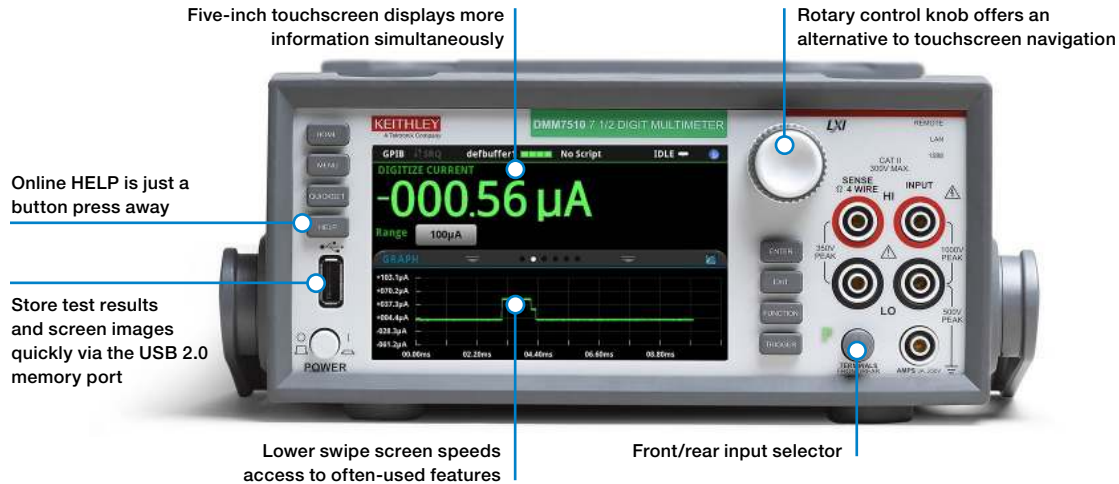 Five-inch touchscreen displays more
information simultaneously
Rotary control knob offers an
alternative to touchscreen navigation
Online HELP is just a
button press away
Store test results
and screen images
quickly via the USB 2.0
memory port
Lower swipe screen speeds
access to often-used features
Front/rear input selector
KEITHLEY
A Tektronix Company
DMM7510 7 1/2 DIGIT MULTIMETER
HOME
MENU
QUICKSET
HELP
POWER
GPIB SRQ defbuffer1 No Script IDLE
DIGITIZE CURRENT
-000.56 µA
Range 100µA
GRAPH
+103.1µA
+070.2µA
+037.3µA
+004.4µA
-028.3µA
-061.2µA
00.00ms 02.20ms 04.40ms 06.60ms 08.80ms
LXI
REMOTE
LAN
1588
CAT II
300V MAX.
SENSE
Ω 4 WIRE
INPUT
HI
350V
PEAK
1000V
PEAK
LO
500V
PEAK
ENTER
EXIT
FUNCTION
TRIGGER
TERMINALS
FRONT/REAR
AMPS